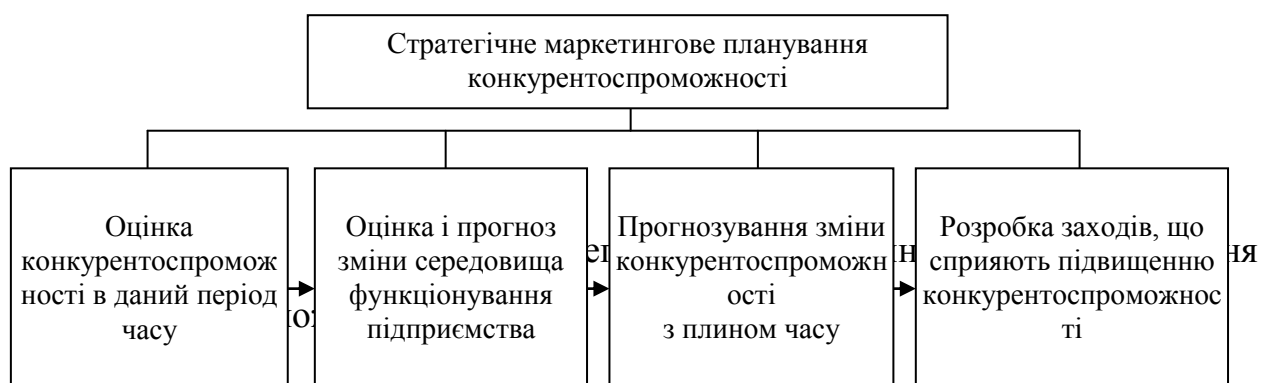 Стратегічне маркетингове планування
конкурентоспроможності
Оцінка
конкурентоспромож
ності в даний період
часу
Оцінка і прогноз
зміни середовища
функціонування
підприємства
Прогнозування зміни
конкурентоспроможн
ості
з плином часу
Розробка заходів, що
сприяють підвищенню
конкурентоспроможнос
ті